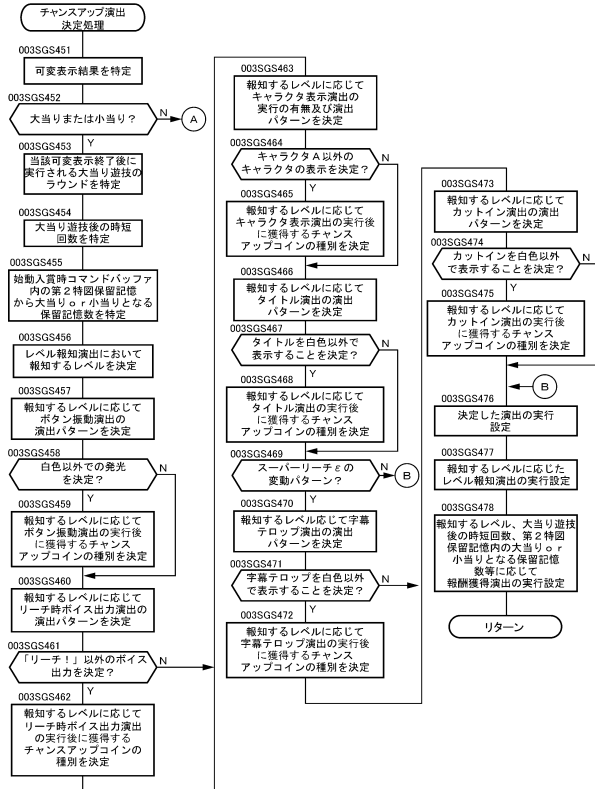 チャンスアップ演出
決定処理
003SGS451
可変表示結果を特定
003SGS452
大当りまたは小当り?
N
A
Y
003SGS453
当該可変表示終了後に
実行される大当り遊技の
ラウンドを特定
003SGS454
大当り遊技後の時短
回数を特定
003SGS455
始動入賞時コマンドバッファ
内の第2特図保留記憶
から大当りor小当りとなる
保留記憶数を特定
003SGS456
レベル報知演出において
報知するレベルを決定
003SGS457
報知するレベルに応じて
ボタン振動演出の
演出パターンを決定
003SGS458
白色以外での発光
を決定?
N
Y
003SGS459
報知するレベルに応じて
ボタン振動演出の実行後
に獲得するチャンス
アップコインの種別を決定
003SGS460
報知するレベルに応じて
リーチ時ボイス出力演出の
演出パターンを決定
003SGS461
「リーチ!」以外のボイス
出力を決定?
N
Y
003SGS462
報知するレベルに応じて
リーチ時ボイス出力演出
の実行後に獲得する
チャンスアップコインの
種別を決定
003SGS463
報知するレベルに応じて
キャラクタ表示演出の
実行の有無及び演出
パターンを決定
003SGS464
キャラクタA以外の
キャラクタの表示を決定?
N
Y
003SGS465
報知するレベルに応じて
キャラクタ表示演出の実行後
に獲得するチャンス
アップコインの種別を決定
003SGS466
報知するレベルに応じて
タイトル演出の演出
パターンを決定
003SGS467
タイトルを白色以外で
表示することを決定?
N
Y
003SGS468
報知するレベルに応じて
タイトル演出の実行後
に獲得するチャンス
アップコインの種別を決定
003SGS469
スーパーリーチεの
変動パターン?
N
B
Y
003SGS470
報知するレベル応じて字幕
テロップ演出の演出
パターンを決定
003SGS471
字幕テロップを白色以外
で表示することを決定?
N
Y
003SGS472
報知するレベルに応じて
字幕テロップ演出の実行後
に獲得するチャンス
アップコインの種別を決定
003SGS473
報知するレベルに応じて
カットイン演出の演出
パターンを決定
003SGS474
カットインを白色以外
で表示することを決定?
N
Y
003SGS475
報知するレベルに応じて
カットイン演出の実行後
に獲得するチャンス
アップコインの種別を決定
B
003SGS476
決定した演出の実行
設定
003SGS477
報知するレベルに応じた
レベル報知演出の実行設定
003SGS478
報知するレベル、大当り遊技
後の時短回数、第2特図
保留記憶内の大当りor
小当りとなる保留記憶
数等に応じて
報酬獲得演出の実行設定
リターン